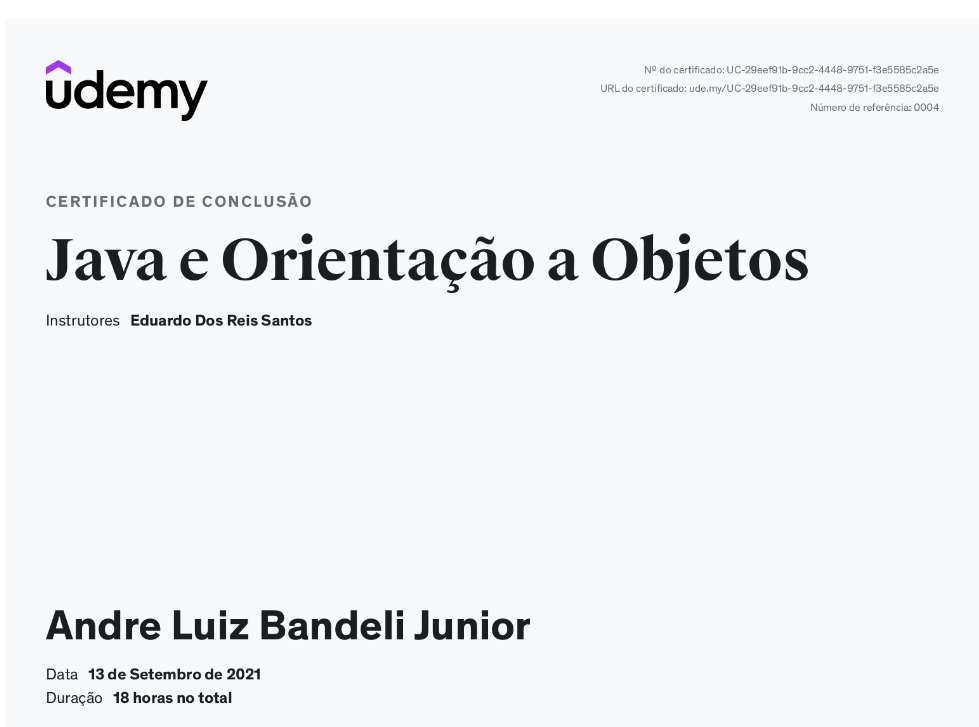 udemy
Nº do certificado: UC-29eef91b-9cc2-4448-9751-f3e5585c2a5e
URL do certificado: ude.my/UC-29eef91b-9cc2-4448-9751-f3e5585c2a5e
Número de referência: 0004
CERTIFICADO DE CONCLUSÃO
Java e Orientação a Objetos
Instrutores Eduardo Dos Reis Santos
Andre Luiz Bandeli Junior
Data 13 de Setembro de 2021
Duração 18 horas no total